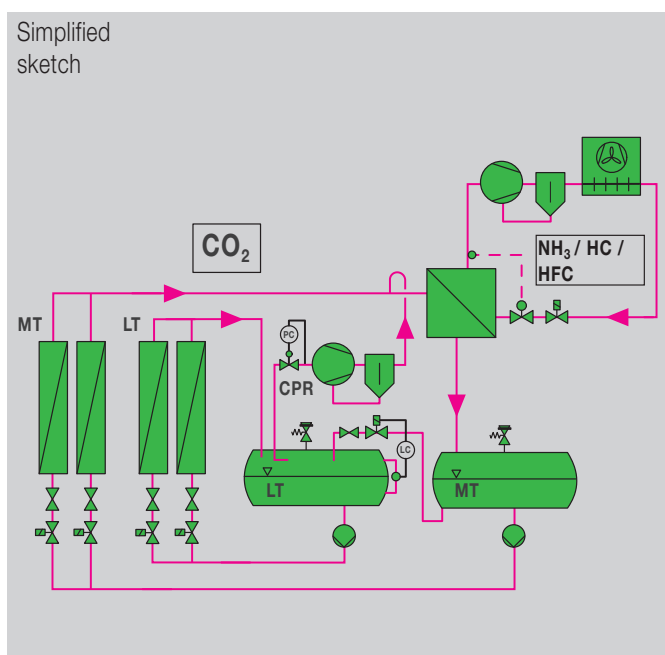 Simplified
sketch
CO₂
NH₃ / HC /
HFC
MT
LT
PC
CPR
LC
LT
MT